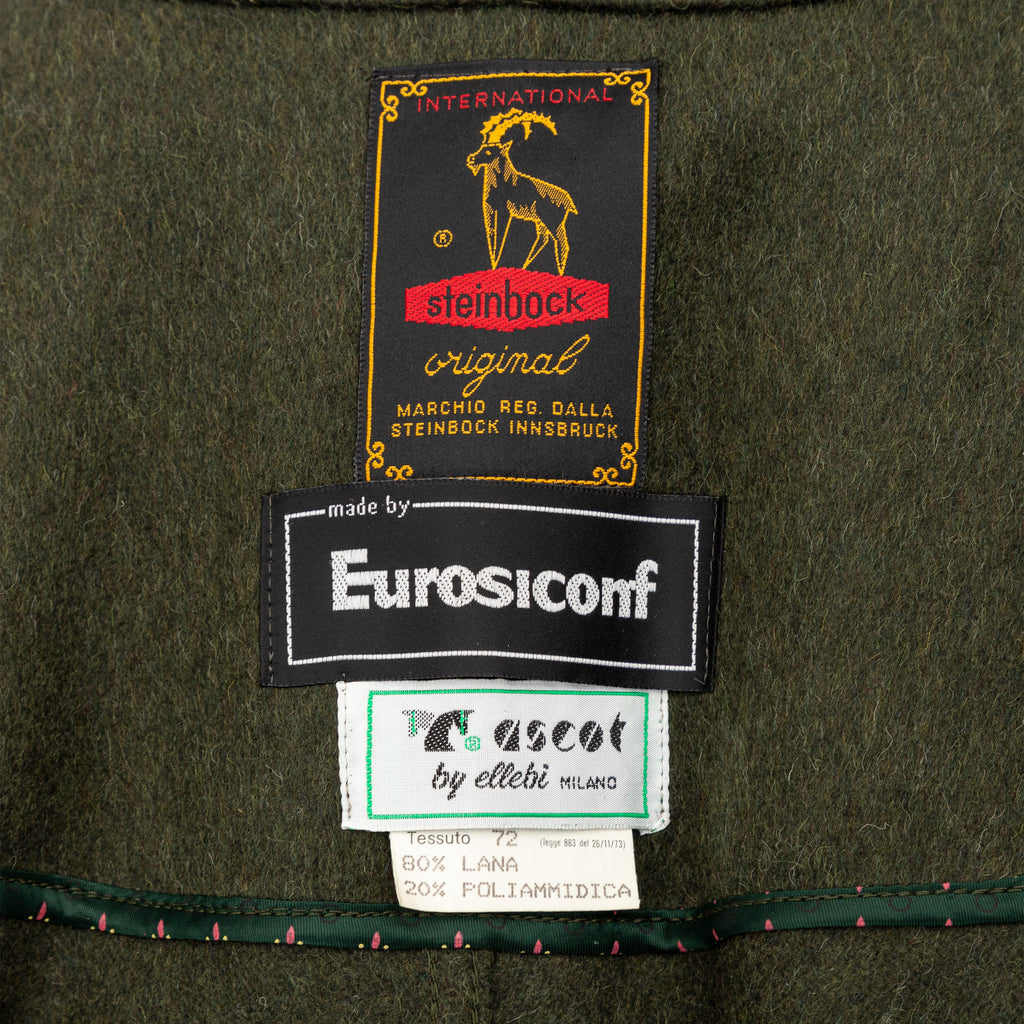 INTERNATIONAL
®
steinbock
original
MARCHIO REG. DALLA
STEINBOCK INNSBRUCK
made by
Eurosiconf
® ascot
by ellebi MILANO
Tessuto 72 (legge 883 del 26/11/73)
80% LANA
20% POLIAMMIDICA